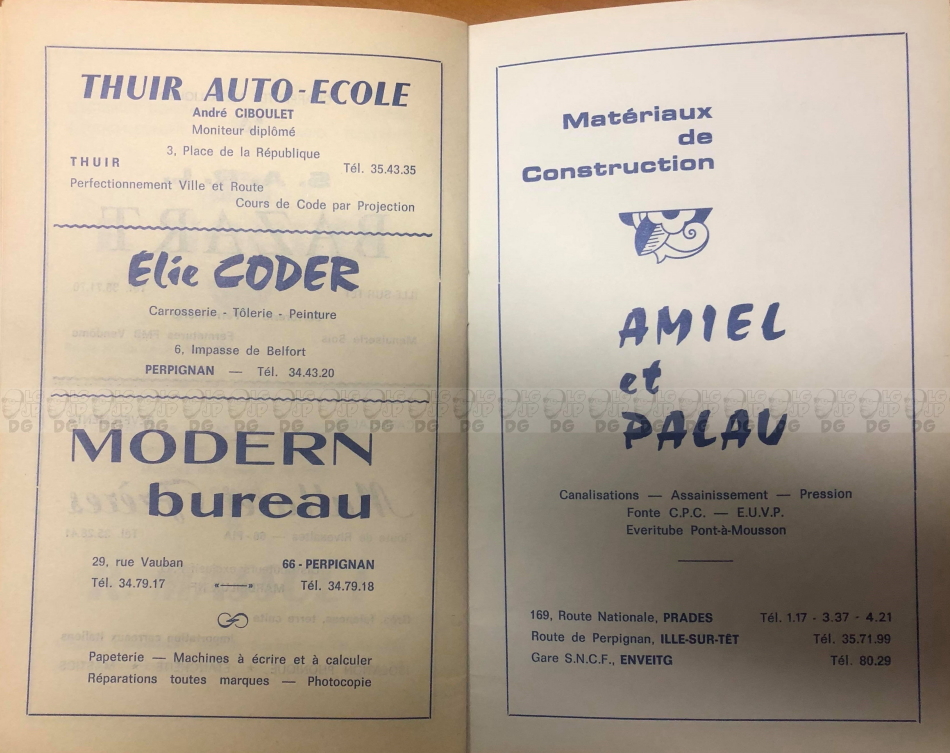 THUIR AUTO-ECOLE
André CIBOULET
Moniteur diplômé
3, Place de la République
THUIR Tél. 35.43.35
Perfectionnement Ville et Route
Cours de Code par Projection
Elie CODER
Carrosserie - Tôlerie - Peinture
6, Impasse de Belfort
PERPIGNAN — Tél. 34.43.20
MODERN
bureau
29, rue Vauban 66 - PERPIGNAN
Tél. 34.79.17 «——» Tél. 34.79.18
Papeterie — Machines à écrire et à calculer
Réparations toutes marques — Photocopie
Matériaux
de
Construction
AMIEL
et
PALAU
Canalisations — Assainissement — Pression
Fonte C.P.C. — E.U.V.P.
Everitube Pont-à-Mousson
169, Route Nationale, PRADES Tél. 1.17 - 3.37 - 4.21
Route de Perpignan, ILLE-SUR-TÊT Tél. 35.71.99
Gare S.N.C.F., ENVEITG Tél. 80.29